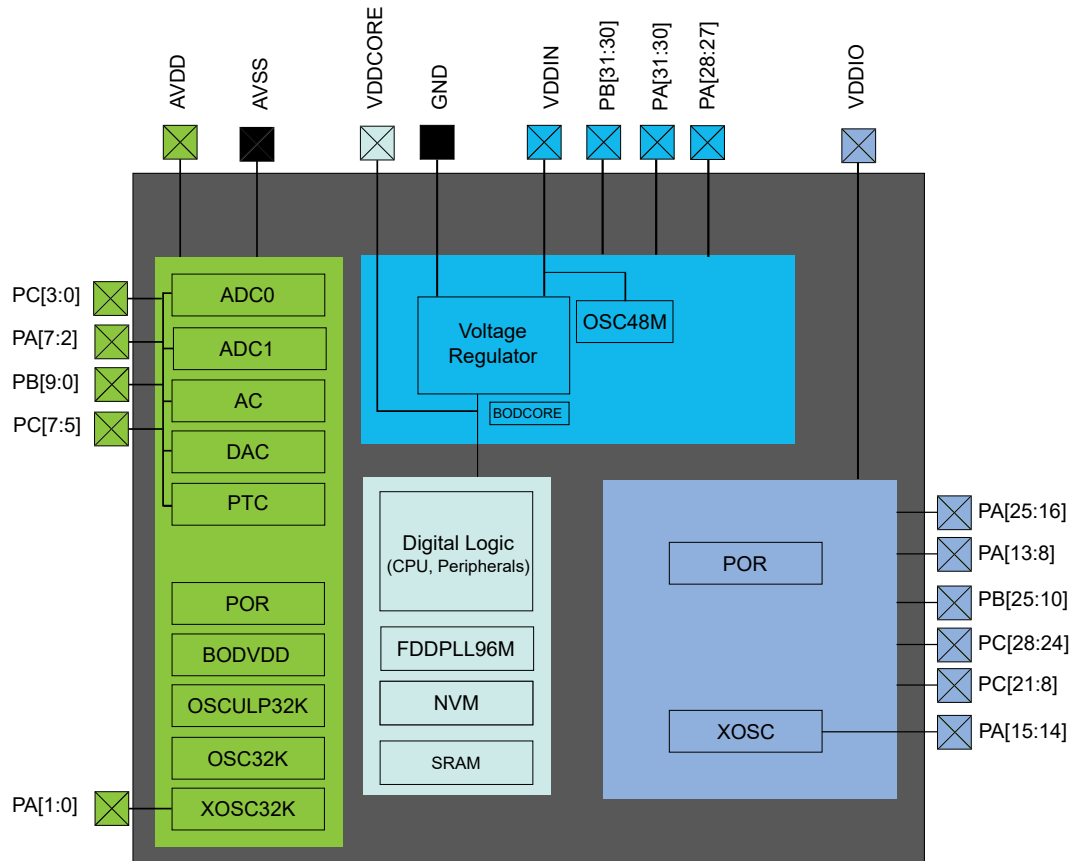 AVDD
AVSS
VDDCORE
GND
VDDIN
PB[31:30]
PA[31:30]
PA[28:27]
VDDIO
PC[3:0]
PA[7:2]
PB[9:0]
PC[7:5]
PA[1:0]
ADC0
ADC1
AC
DAC
PTC
POR
BODVDD
OSCULP32K
OSC32K
XOSC32K
Voltage
Regulator
OSC48M
BODCORE
Digital Logic
(CPU, Peripherals)
FDDPLL96M
NVM
SRAM
POR
XOSC
PA[25:16]
PA[13:8]
PB[25:10]
PC[28:24]
PC[21:8]
PA[15:14]